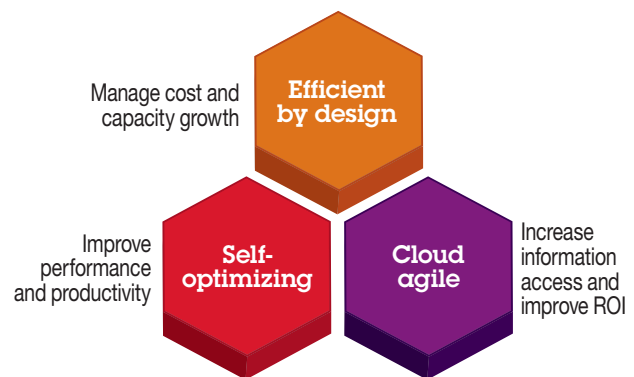 Manage cost and
capacity growth
Efficient
by design
Improve
performance
and productivity
Self-
optimizing
Cloud
agile
Increase
information
access and
improve ROI